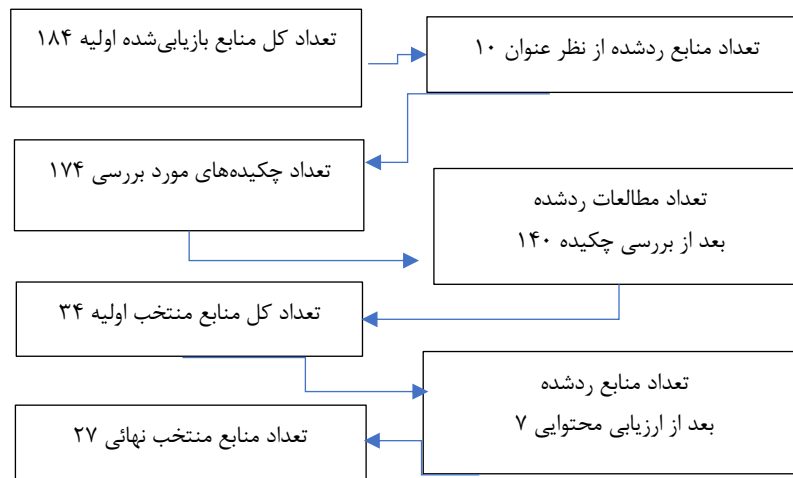 تعداد کل منابع بازیابی‌شده اولیه ۱۸۴
تعداد منابع ردشده از نظر عنوان ۱۰
تعداد چکیده‌های مورد بررسی ۱۷۴
تعداد مطالعات ردشده
بعد از بررسی چکیده ۱۴۰
تعداد کل منابع منتخب اولیه ۳۴
تعداد منابع ردشده
بعد از ارزیابی محتوایی ۷
تعداد منابع منتخب نهائی ۲۷